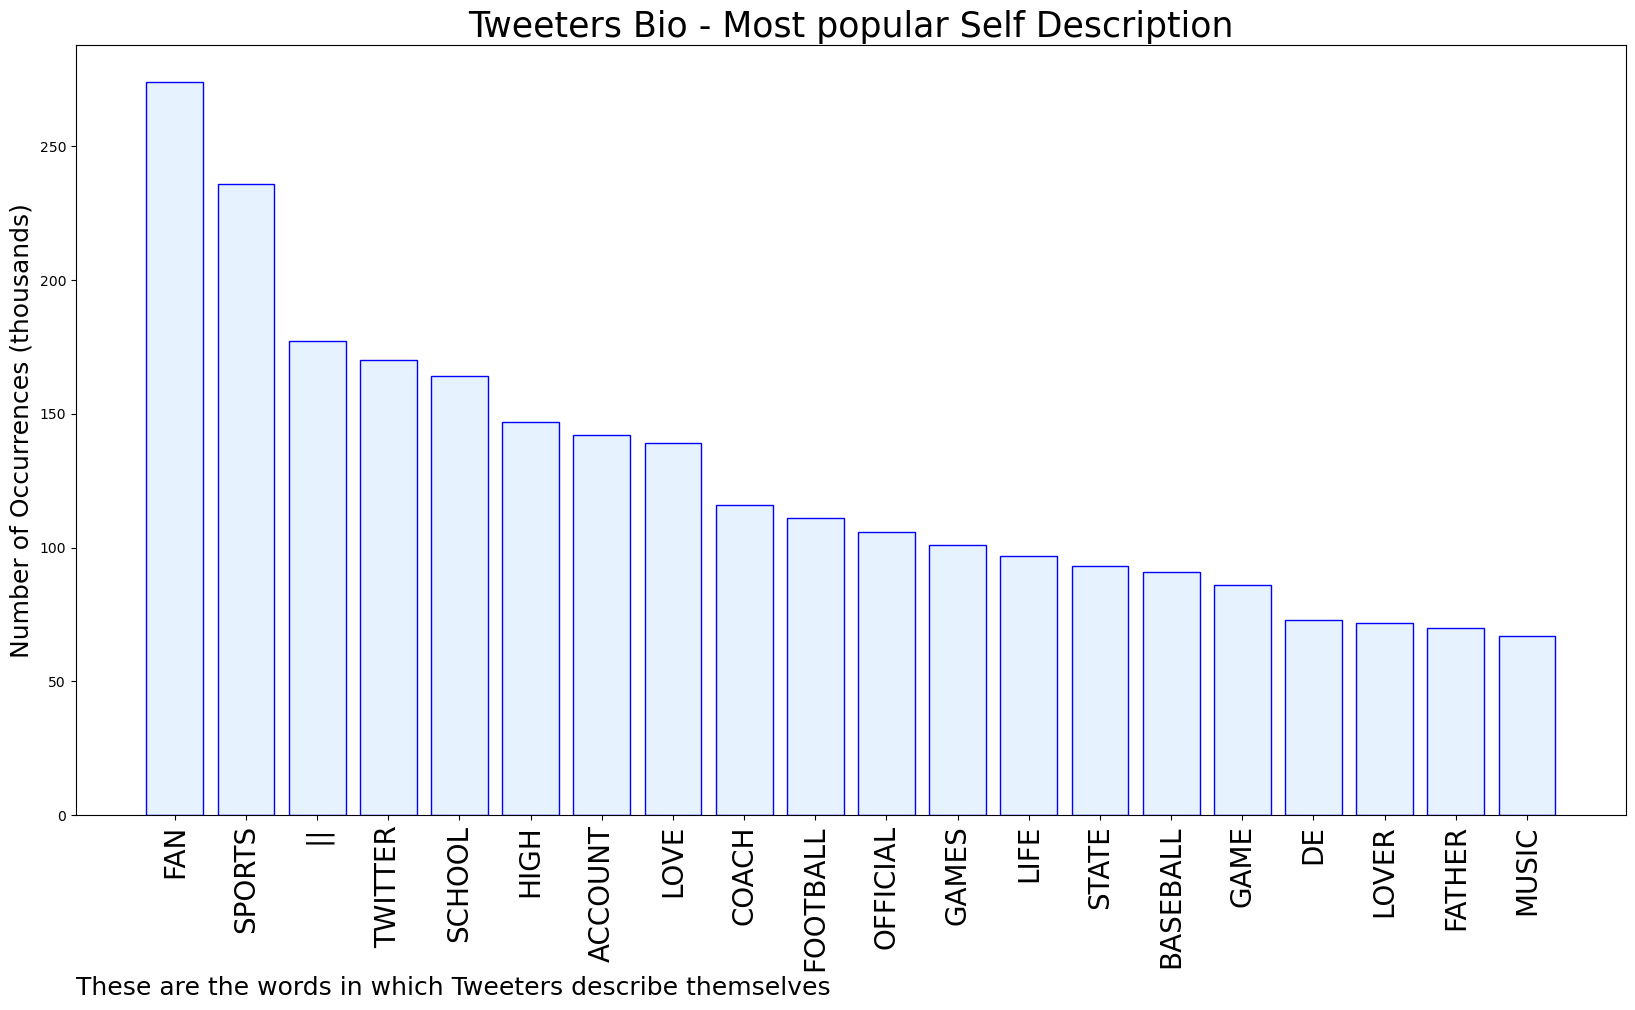 Tweeters Bio - Most popular Self Description
Number of Occurrences (thousands)
250
200
150
100
50
0
FAN
SPORTS
||
TWITTER
SCHOOL
HIGH
ACCOUNT
LOVE
COACH
FOOTBALL
OFFICIAL
GAMES
LIFE
STATE
BASEBALL
GAME
DE
LOVER
FATHER
MUSIC
These are the words in which Tweeters describe themselves